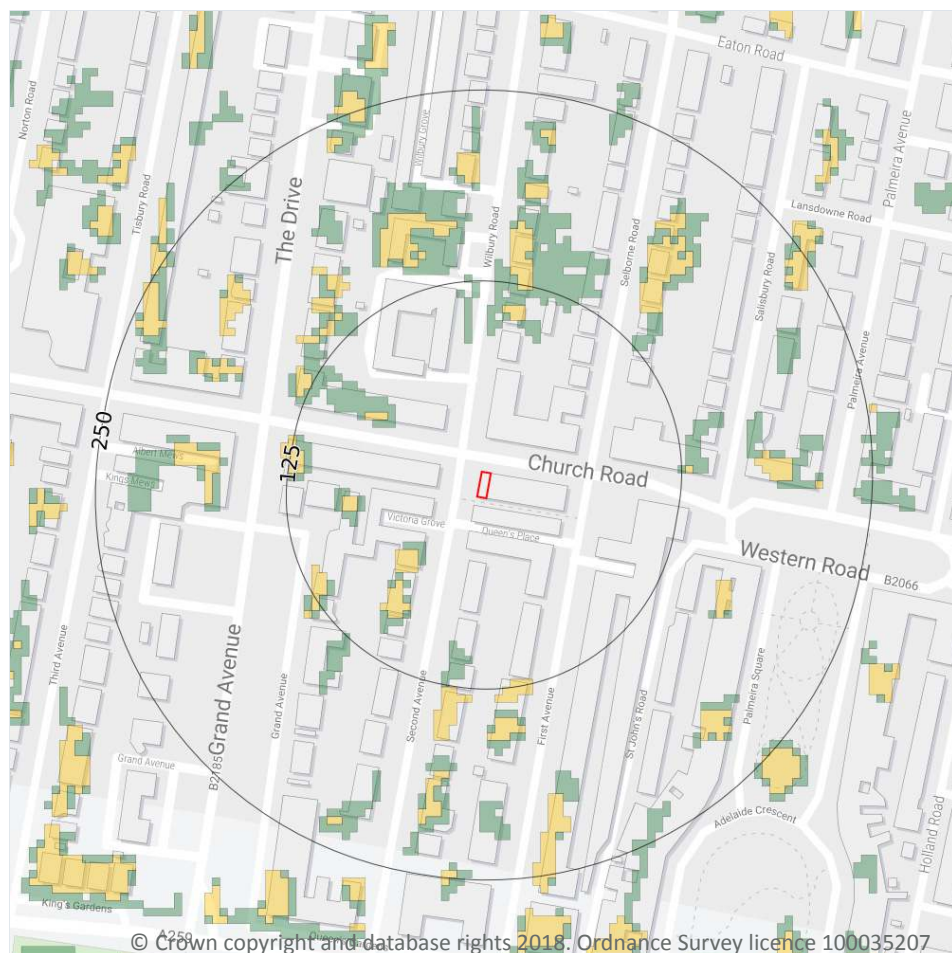 Eaton Road
Norton Road
Wilbury Grove
Palmeira Avenue
Tisbury Road
The Drive
Lansdowne Road
Wilbury Road
Selborne Road
Salisbury Road
Palmeira Avenue
250
125
Albert Mews
Kings Mews
Church Road
Victoria Grove
Queen's Place
Western Road
B2066
Third Avenue
Grand Avenue
Grand Avenue
Second Avenue
First Avenue
St John's Road
Palmeira Square
Grand Avenue
B2185
Adelaide Crescent
Holland Road
King's Gardens
A259
Queen's Gardens
© Crown copyright and database rights 2018. Ordnance Survey licence 100035207